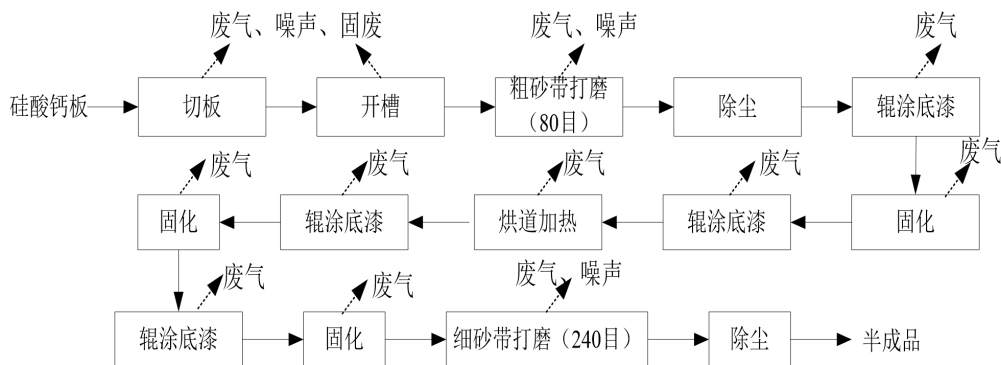 废气、噪声、固废
废气、噪声
废气
硅酸钙板
切板
开槽
粗砂带打磨
（80目）
除尘
辊涂底漆
废气
废气
废气
废气
废气
固化
辊涂底漆
烘道加热
辊涂底漆
固化
废气
废气
废气、噪声
辊涂底漆
固化
细砂带打磨（240目）
除尘
半成品